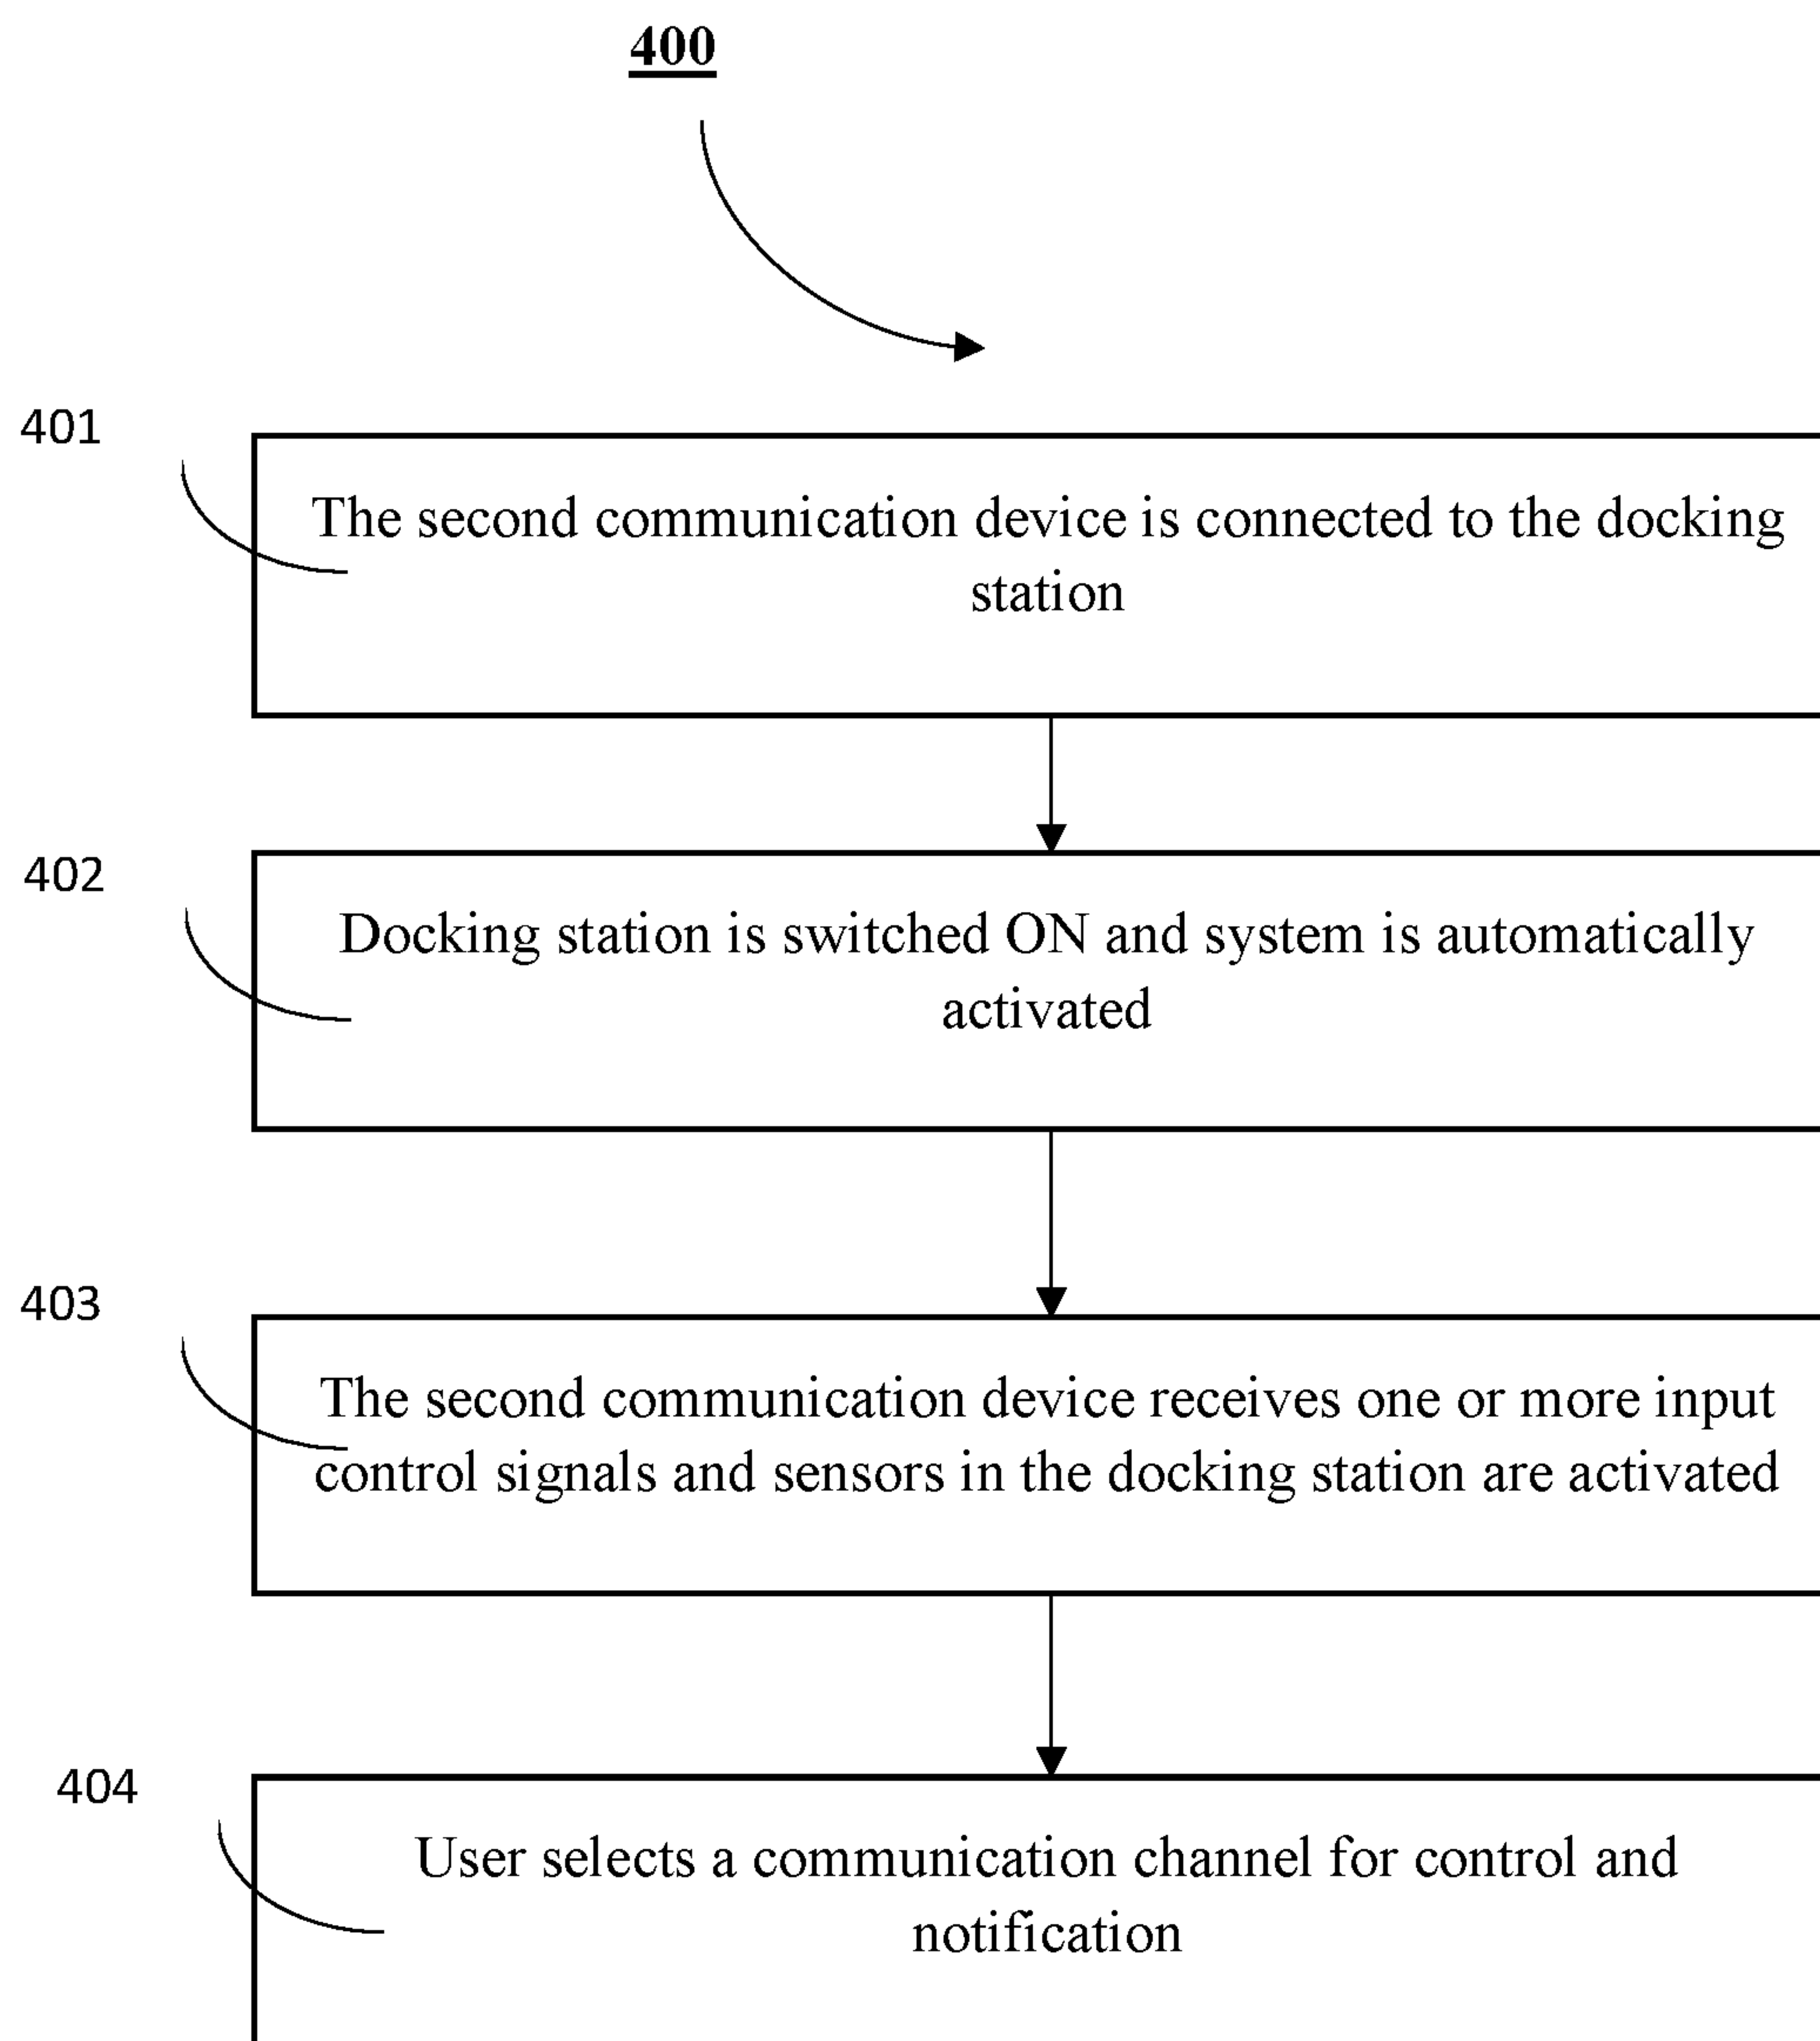 400
401
The second communication device is connected to the docking
station
402
Docking station is switched ON and system is automatically
activated
403
The second communication device receives one or more input
control signals and sensors in the docking station are activated
404
User selects a communication channel for control and
notification